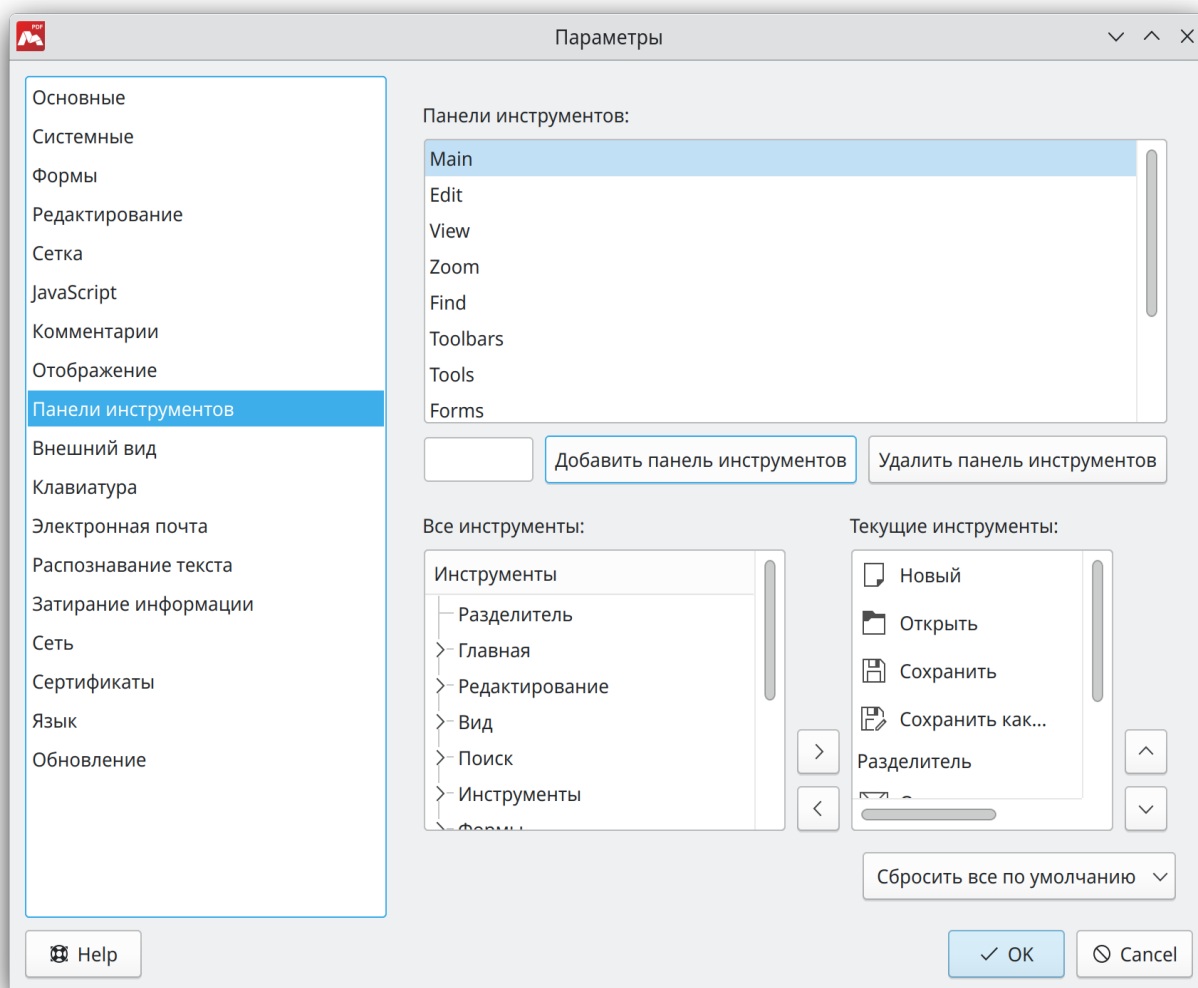 PDF
Параметры
Основные
Системные
Формы
Редактирование
Сетка
JavaScript
Комментарии
Отображение
Панели инструментов
Внешний вид
Клавиатура
Электронная почта
Распознавание текста
Затирание информации
Сеть
Сертификаты
Язык
Обновление
Панели инструментов:
Main
Edit
View
Zoom
Find
Toolbars
Tools
Forms
Добавить панель инструментов
Удалить панель инструментов
Все инструменты:
Инструменты
Разделитель
Главная
Редактирование
Вид
Поиск
Инструменты
Формы
Текущие инструменты:
Новый
Открыть
Сохранить
Сохранить как...
Разделитель
Сбросить все по умолчанию
Help
OK
Cancel